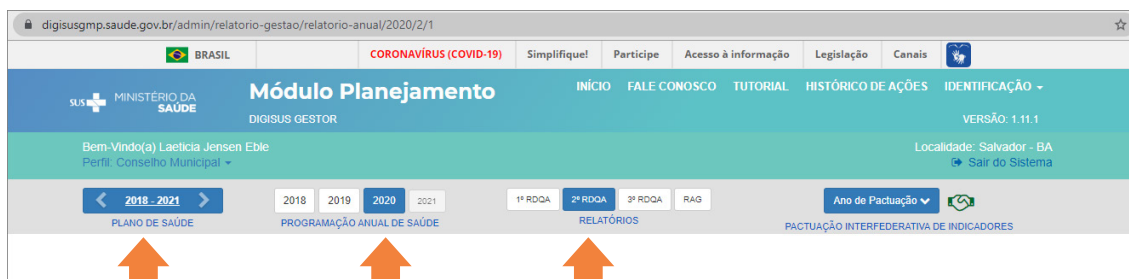 digisusgmp.saude.gov.br/admin/relatorio-gestao/relatorio-anual/2020/2/1
BRASIL CORONAVÍRUS (COVID-19) Simplifique! Participe Acesso à informação Legislação Canais
SUS MINISTÉRIO DA SAÚDE
Módulo Planejamento
DIGISUS GESTOR
INÍCIO FALE CONOSCO TUTORIAL HISTÓRICO DE AÇÕES IDENTIFICAÇÃO
VERSÃO: 1.11.1
Bem-Vindo(a) Laeticia Jensen Eble Localidade: Salvador - BA
Perfil: Conselho Municipal Sair do Sistema
2018 - 2021 2018 2019 2020 2021 1º RDQA 2º RDQA 3º RDQA RAG Ano de Pactuação
PLANO DE SAÚDE PROGRAMAÇÃO ANUAL DE SAÚDE RELATÓRIOS PACTUAÇÃO INTERFEDERATIVA DE INDICADORES